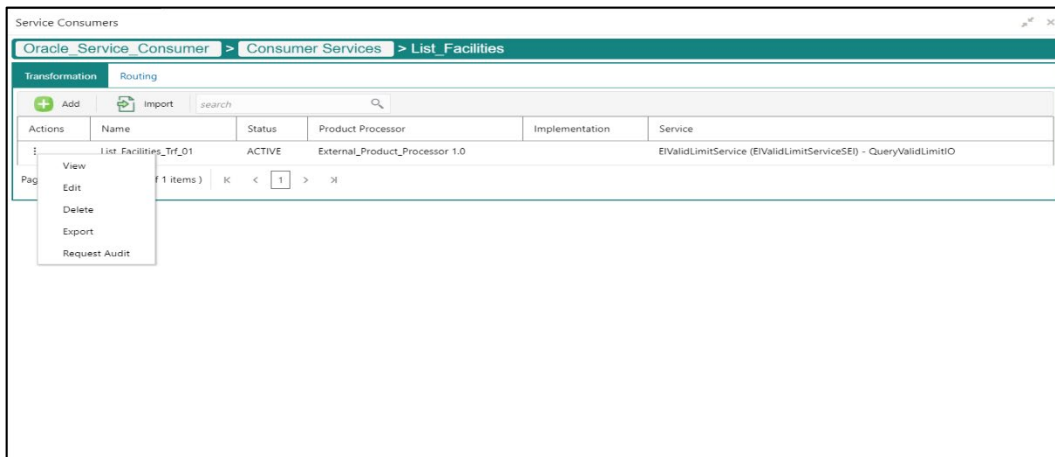 Service Consumers
Oracle_Service_Consumer > Consumer Services > List_Facilities
Transformation Routing
Add Import search
Actions Name Status Product Processor Implementation Service
List_Facilities_Trf_01 ACTIVE External_Product_Processor 1.0 ElValidLimitService (ElValidLimitServiceSEI) - QueryValidLimitIO
View
f 1 items ) 1
Edit
Delete
Export
Request Audit